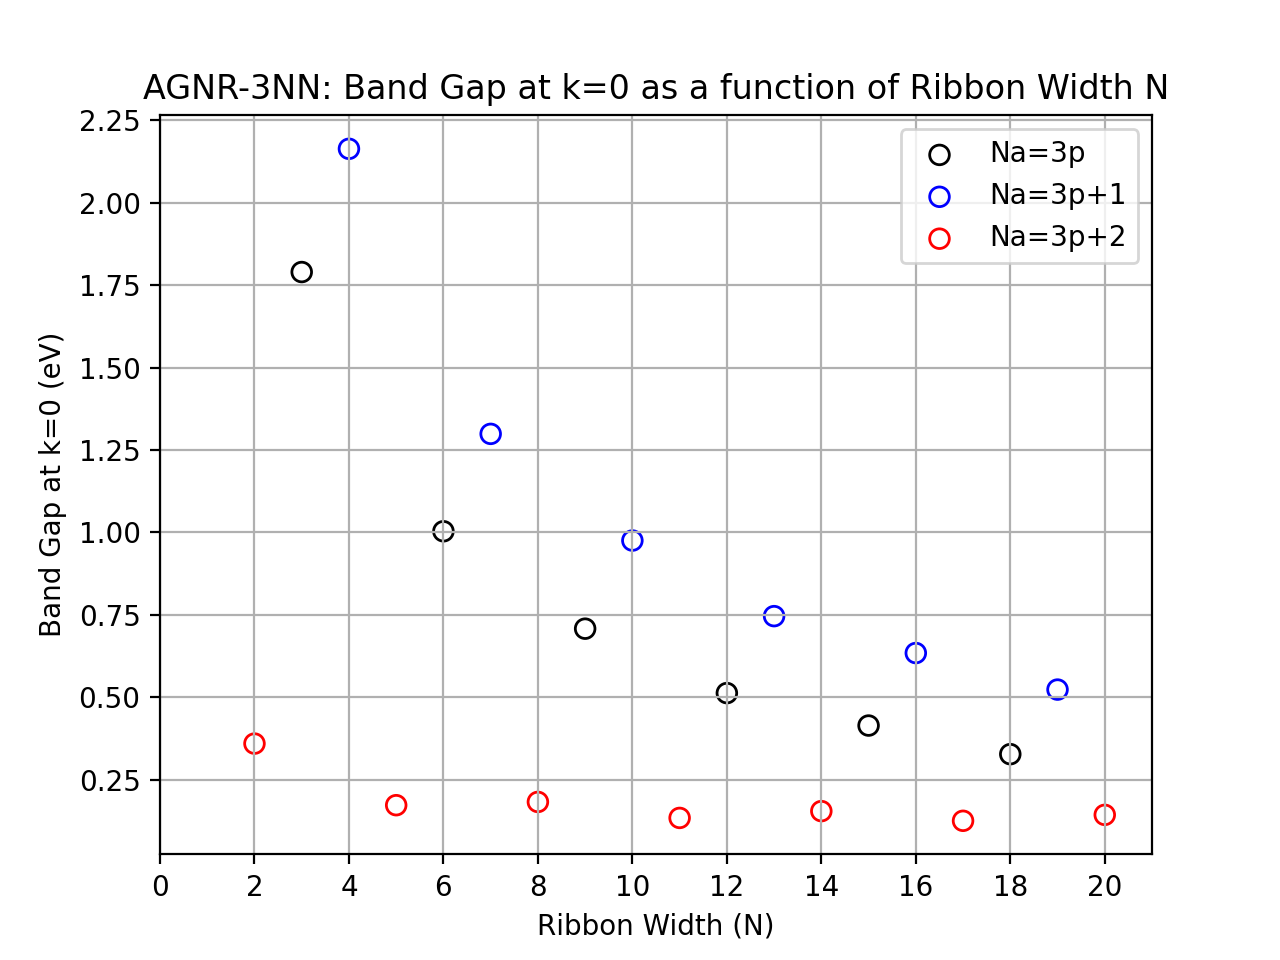 AGNR-3NN: Band Gap at k=0 as a function of Ribbon Width N
Na=3p
Na=3p+1
Na=3p+2
Band Gap at k=0 (eV)
2.25
2.00
1.75
1.50
1.25
1.00
0.75
0.50
0.25
0 2 4 6 8 10 12 14 16 18 20
Ribbon Width (N)